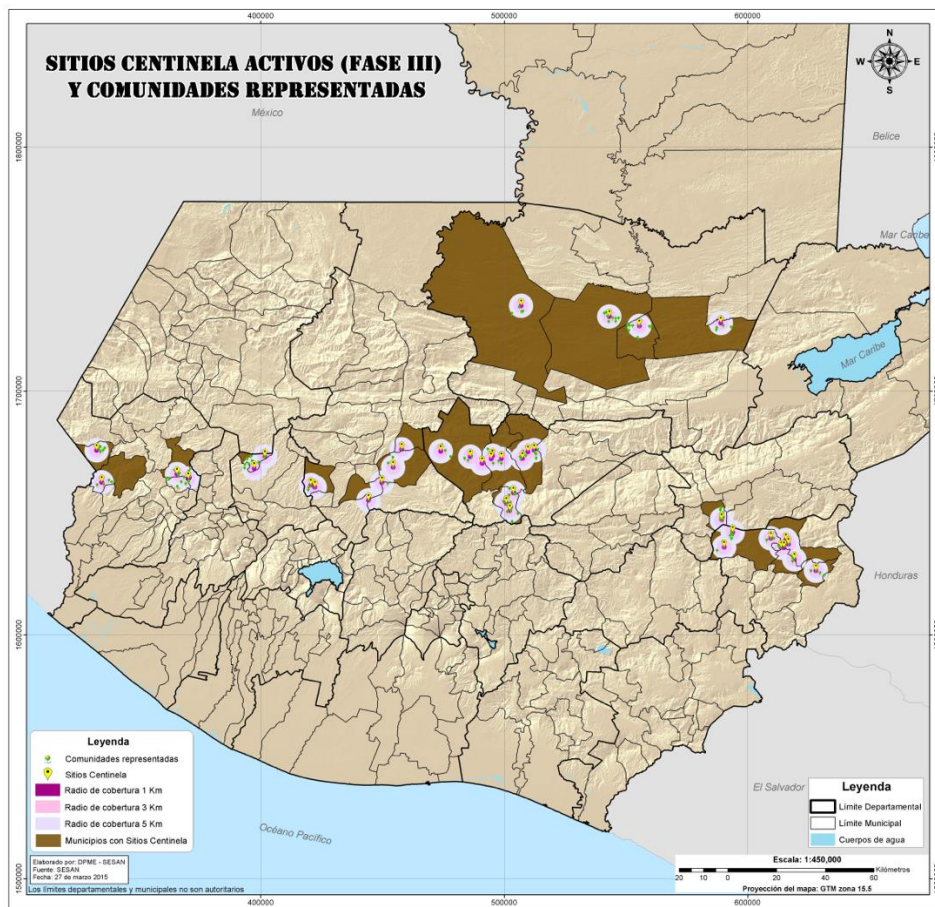 400000
500000
600000
SITIOS CENTINELA ACTIVOS (FASE III)
Y COMUNIDADES REPRESENTADAS
N
W
E
S
México
Belice
1800000
Mar Caribe
Mar Caribe
1700000
Honduras
1600000
Leyenda
Comunidades representadas
Sitios Centinela
Radio de cobertura 1 Km
Radio de cobertura 3 Km
Radio de cobertura 5 Km
Municipios con Sitios Centinela
El Salvador
Leyenda
Límite Departamental
Límite Municipal
Cuerpos de agua
Océano Pacífico
Elaborado por: DPME - SESAN
Fuente: SESAN
Fecha: 27 de marzo 2015
Escala: 1:450,000
Kilómetros
20 10 0 20 40 60
Proyección del mapa: GTM zona 15.5
1500000
Los límites departamentales y municipales no son autoritarios
400000
500000
600000